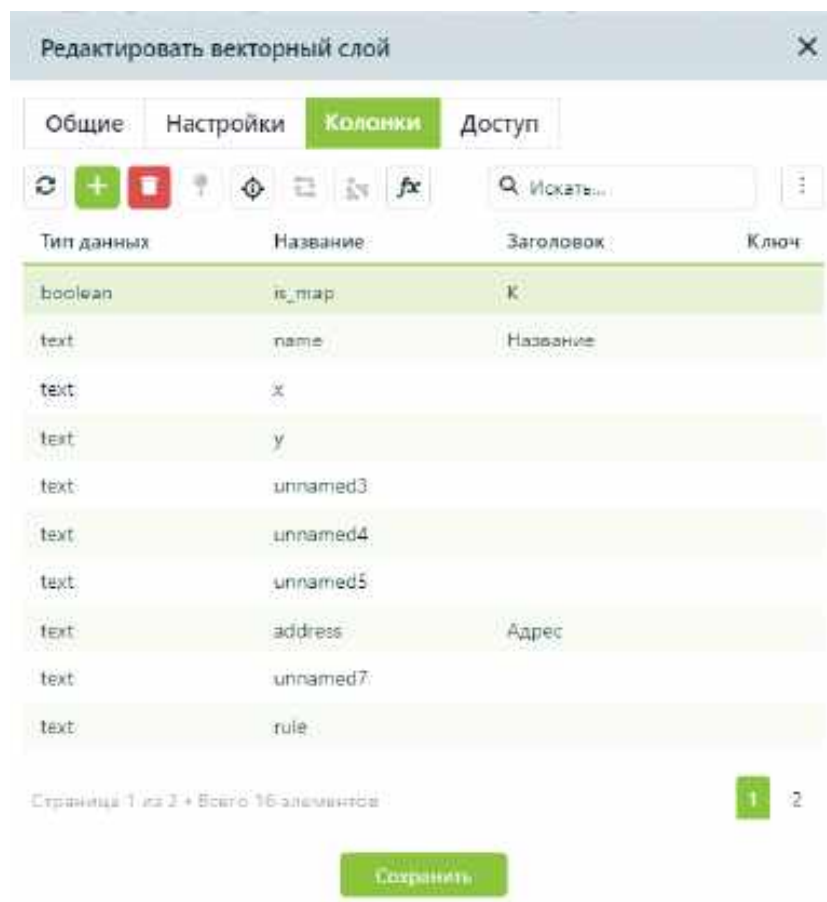 Редактировать векторный слой
Общие Настройки Колонки Доступ
fx Искать...
Тип данных Название Заголовок Ключ
boolean is_map К
text name Название
text x
text y
text unnamed3
text unnamed4
text unnamed5
text address Адрес
text unnamed7
text rule
Страница 1 из 2 • Всего 16 элементов 1 2
Сохранить